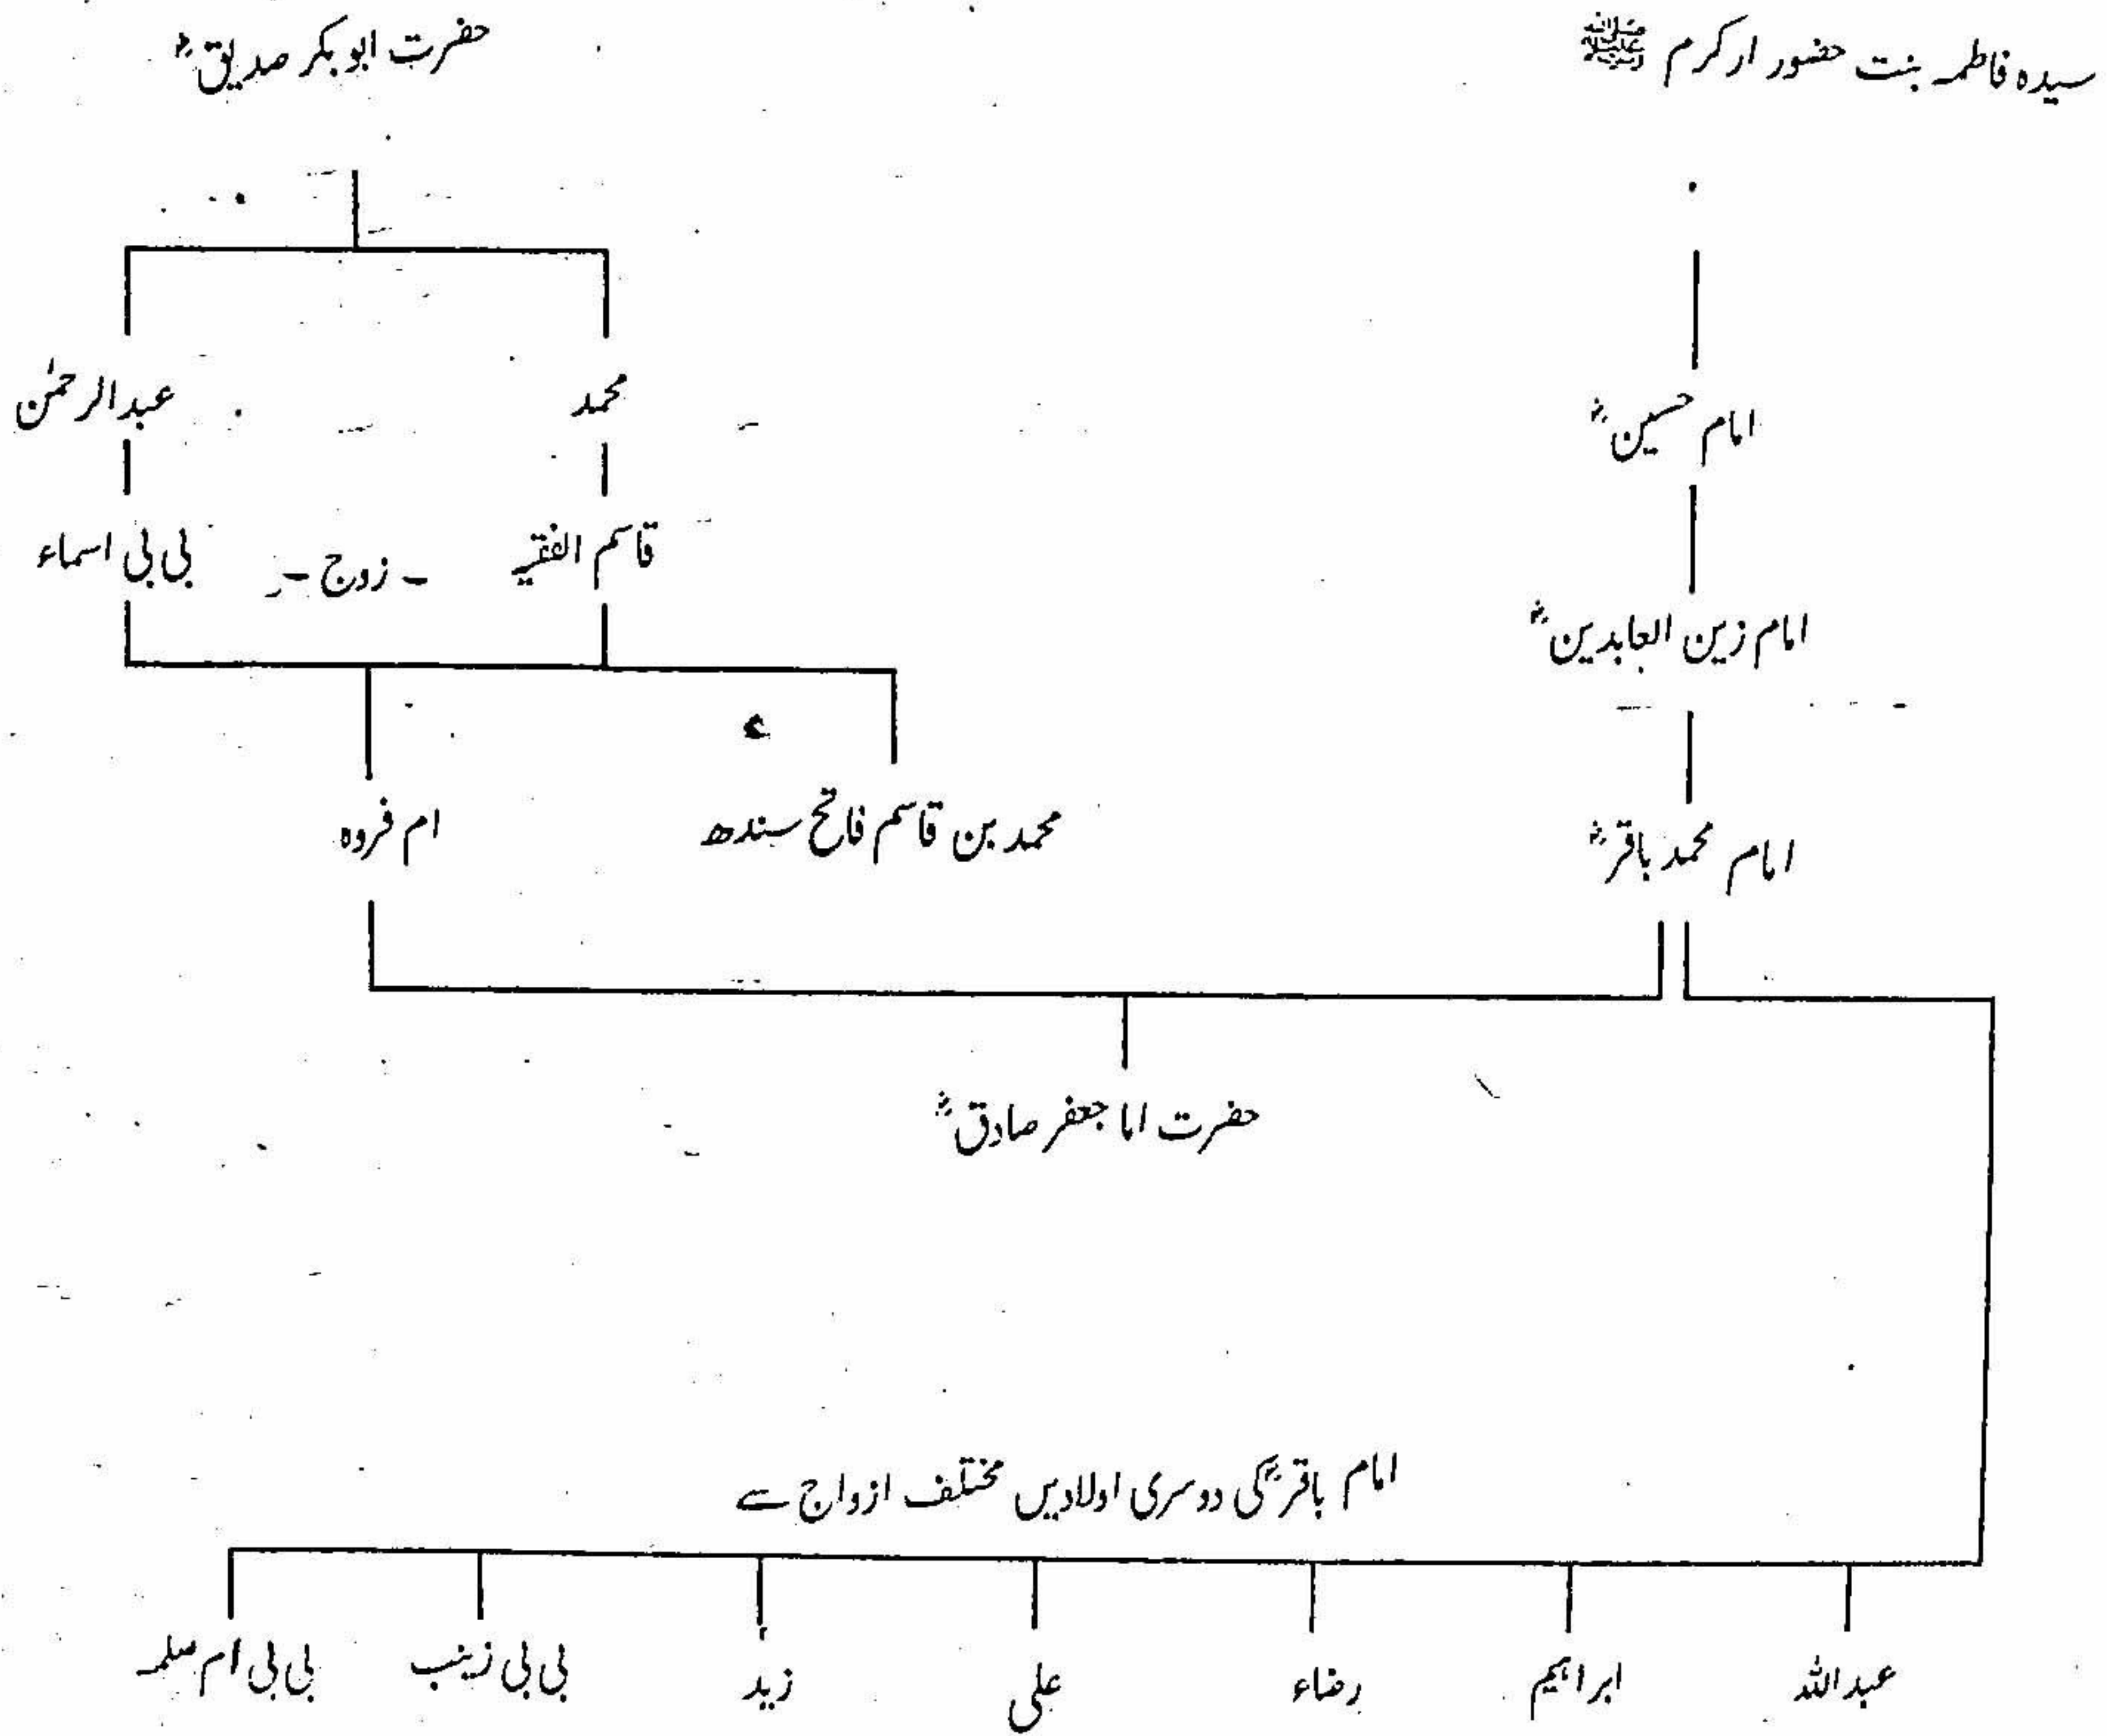 سیدہ فاطمہ بنت حضور ارکرم ﷺ
حضرت ابو بکر صدیقؓ
محمد
عبدالرحمٰن
امام حسینؓ
قاسم الفقیر
۔ زوج ۔
بی بی اسماء
امام زین العابدینؓ
امام محمد باقرؓ
محمد بن قاسم فاتح سندھ
ام فروہ
حضرت اما جعفر صادقؓ
امام باقرؓ کی دوسری اولادیں مختلف ازواج سے
عبداللہ
ابراہیم
رضاء
علی
زید
بی بی زینب
بی بی ام سلمہ